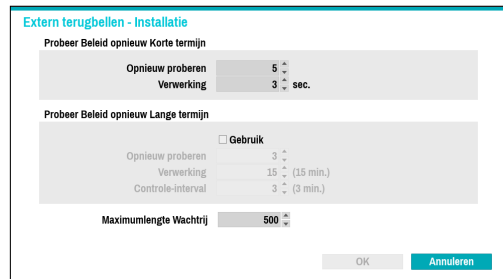 Extern terugbellen - Installatie
Probeer Beleid opnieuw Korte termijn
Opnieuw proberen 5
Verwerking 3 sec.
Probeer Beleid opnieuw Lange termijn
Gebruik
Opnieuw proberen 3
Verwerking 15 (15 min.)
Controle-interval 3 (3 min.)
Maximumlengte Wachtrij 500
OK Annuleren